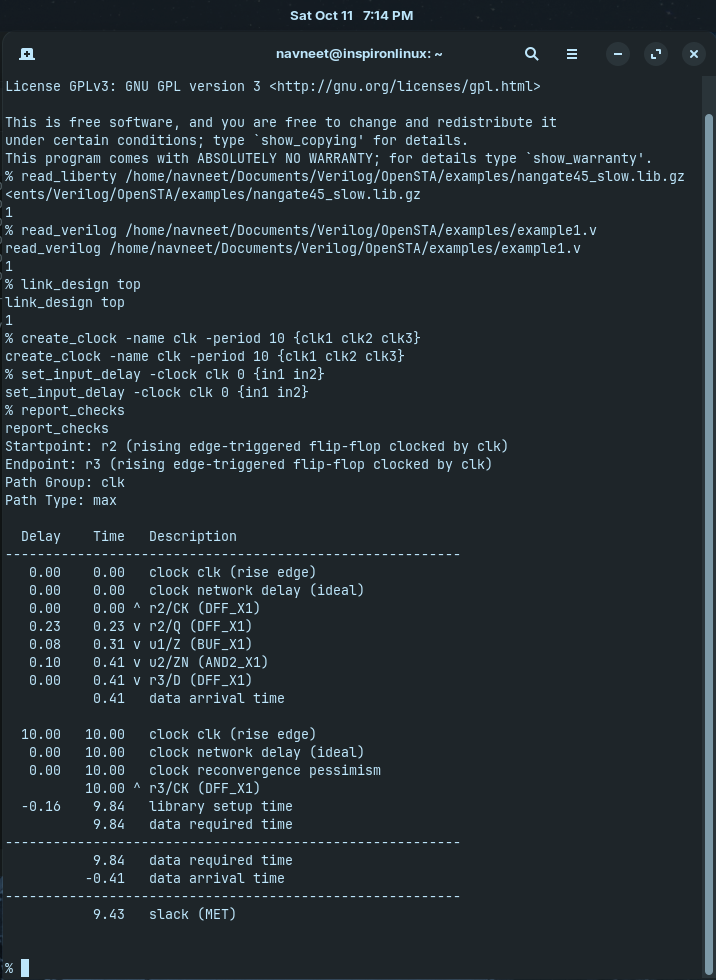 Sat Oct 11 7:14 PM
navneet@inspironlinux: ~
License GPLv3: GNU GPL version 3 <http://gnu.org/licenses/gpl.html>

This is free software, and you are free to change and redistribute it
under certain conditions; type `show_copying' for details.
This program comes with ABSOLUTELY NO WARRANTY; for details type `show_warranty'.
% read_liberty /home/navneet/Documents/Verilog/OpenSTA/examples/nangate45_slow.lib.gz
<ents/Verilog/OpenSTA/examples/nangate45_slow.lib.gz
1
% read_verilog /home/navneet/Documents/Verilog/OpenSTA/examples/example1.v
read_verilog /home/navneet/Documents/Verilog/OpenSTA/examples/example1.v
1
% link_design top
link_design top
1
% create_clock -name clk -period 10 {clk1 clk2 clk3}
create_clock -name clk -period 10 {clk1 clk2 clk3}
% set_input_delay -clock clk 0 {in1 in2}
set_input_delay -clock clk 0 {in1 in2}
% report_checks
report_checks
Startpoint: r2 (rising edge-triggered flip-flop clocked by clk)
Endpoint: r3 (rising edge-triggered flip-flop clocked by clk)
Path Group: clk
Path Type: max

  Delay    Time   Description
---------------------------------------------------------
   0.00    0.00   clock clk (rise edge)
   0.00    0.00   clock network delay (ideal)
   0.00    0.00 ^ r2/CK (DFF_X1)
   0.23    0.23 v r2/Q (DFF_X1)
   0.08    0.31 v u1/Z (BUF_X1)
   0.10    0.41 v u2/ZN (AND2_X1)
   0.00    0.41 v r3/D (DFF_X1)
           0.41   data arrival time

  10.00   10.00   clock clk (rise edge)
   0.00   10.00   clock network delay (ideal)
   0.00   10.00   clock reconvergence pessimism
          10.00 ^ r3/CK (DFF_X1)
  -0.16    9.84   library setup time
           9.84   data required time
---------------------------------------------------------
           9.84   data required time
          -0.41   data arrival time
---------------------------------------------------------
           9.43   slack (MET)

%